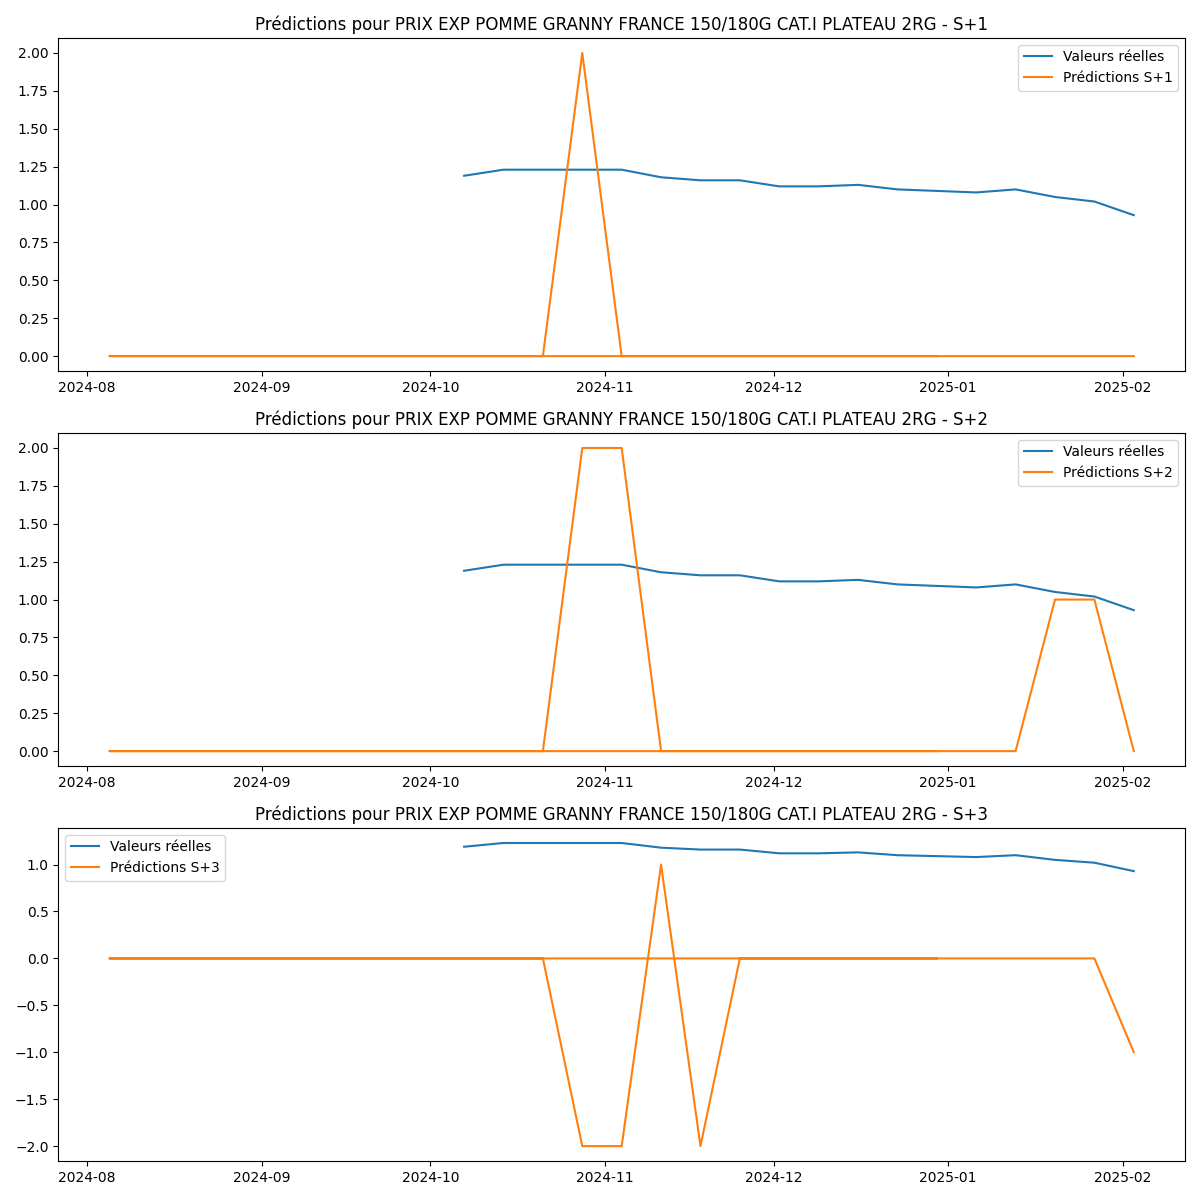 Prédictions pour PRIX EXP POMME GRANNY FRANCE 150/180G CAT.I PLATEAU 2RG - S+1
Valeurs réelles
Prédictions S+1
2.00
1.75
1.50
1.25
1.00
0.75
0.50
0.25
0.00
2024-08 2024-09 2024-10 2024-11 2024-12 2025-01 2025-02
Prédictions pour PRIX EXP POMME GRANNY FRANCE 150/180G CAT.I PLATEAU 2RG - S+2
Valeurs réelles
Prédictions S+2
2.00
1.75
1.50
1.25
1.00
0.75
0.50
0.25
0.00
2024-08 2024-09 2024-10 2024-11 2024-12 2025-01 2025-02
Prédictions pour PRIX EXP POMME GRANNY FRANCE 150/180G CAT.I PLATEAU 2RG - S+3
Valeurs réelles
Prédictions S+3
1.0
0.5
0.0
−0.5
−1.0
−1.5
−2.0
2024-08 2024-09 2024-10 2024-11 2024-12 2025-01 2025-02